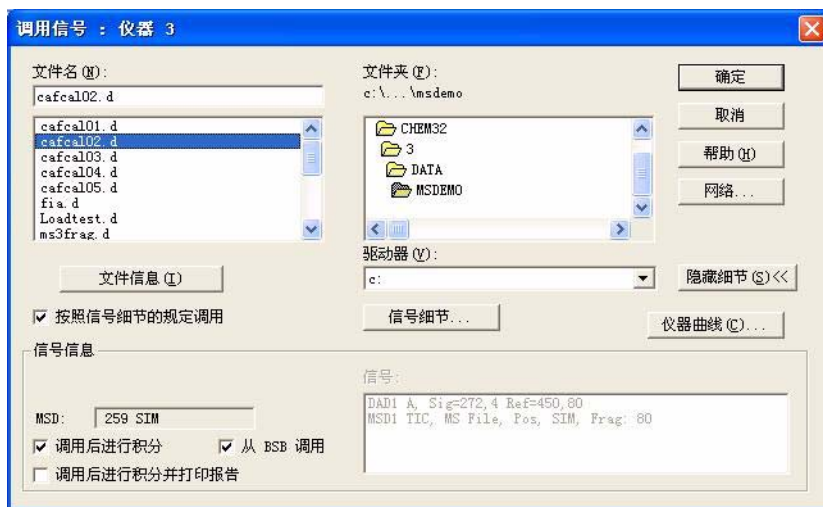 调用信号 : 仪器 3
文件名(N):
cafcal02.d
cafcal01.d
cafcal02.d
cafcal03.d
cafcal04.d
cafcal05.d
fia.d
Loadtest.d
ms3frag.d
文件信息(I)
按照信号细节的规定调用
文件夹(F):
c:\...\msdemo
CHEM32
3
DATA
MSDEMO
驱动器(V):
c:
信号细节...
确定
取消
帮助(H)
网络...
隐藏细节(S)<<
仪器曲线(C)...
信号信息
MSD: 259 SIM
调用后进行积分
从 BSB 调用
调用后进行积分并打印报告
信号:
DAD1 A, Sig=272,4 Ref=450,80
MSD1 TIC, MS File, Pos, SIM, Frag: 80